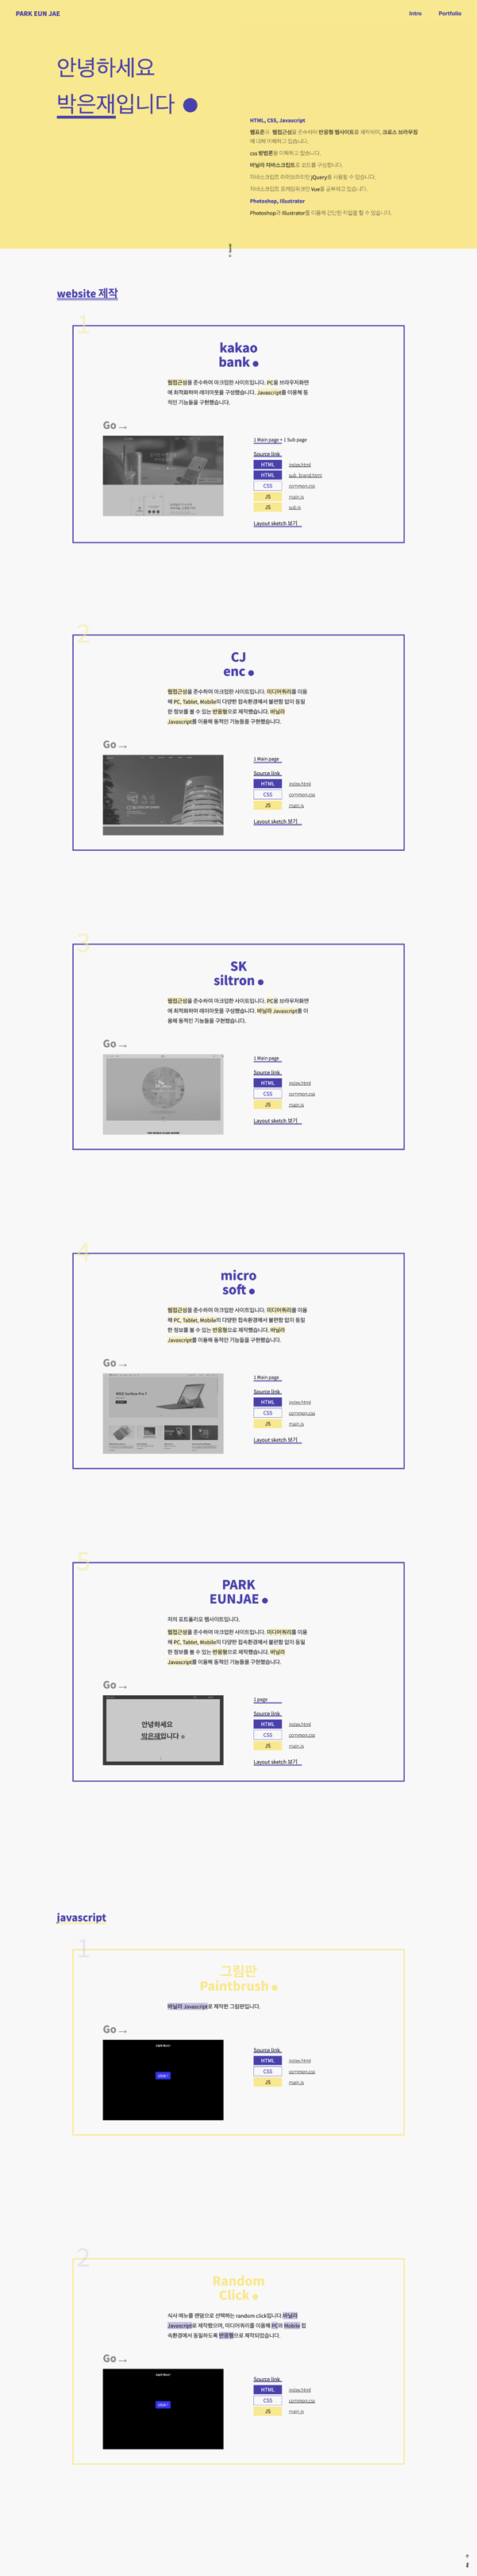 PARK EUN JAE
Intro
Portfolio
안녕하세요
박은재입니다
HTML, CSS, Javascript
웹표준과 웹접근성을 준수하여 반응형 웹사이트를 제작하며, 크로스 브라우징
에 대해 이해하고 있습니다.
css 방법론을 이해하고 있습니다.
바닐라 자바스크립트로 코드를 구성합니다.
자바스크립트 라이브러리인 jQuery를 사용할 수 있습니다.
자바스크립트 프레임워크인 Vue를 공부하고 있습니다.
Photoshop, Illustrator
Photoshop과 Illustrator를 이용해 간단한 작업을 할 수 있습니다.
website 제작
1
kakao
bank
웹접근성을 준수하여 마크업한 사이트입니다. PC용 브라우저화면
에 최적화하여 레이아웃을 구성했습니다. Javascript를 이용해 동
적인 기능들을 구현했습니다.
Go→
1 Main page + 1 Sub page
Source link
HTML index.html
HTML sub_brand.html
CSS common.css
JS main.js
JS sub.js
Layout sketch 보기
2
CJ
enc
웹접근성을 준수하여 마크업한 사이트입니다. 미디어쿼리를 이용
해 PC, Tablet, Mobile의 다양한 접속환경에서 불편함 없이 동일
한 정보를 볼 수 있는 반응형으로 제작했습니다. 바닐라
Javascript를 이용해 동적인 기능들을 구현했습니다.
Go→
1 Main page
Source link
HTML index.html
CSS common.css
JS main.js
Layout sketch 보기
3
SK
siltron
웹접근성을 준수하여 마크업한 사이트입니다. PC용 브라우저화면
에 최적화하여 레이아웃을 구성했습니다. 바닐라 Javascript를 이
용해 동적인 기능들을 구현했습니다.
Go→
1 Main page
Source link
HTML index.html
CSS common.css
JS main.js
Layout sketch 보기
4
micro
soft
웹접근성을 준수하여 마크업한 사이트입니다. 미디어쿼리를 이용
해 PC, Tablet, Mobile의 다양한 접속환경에서 불편함 없이 동일
한 정보를 볼 수 있는 반응형으로 제작했습니다. 바닐라
Javascript를 이용해 동적인 기능들을 구현했습니다.
Go→
1 Main page
Source link
HTML index.html
CSS common.css
JS main.js
Layout sketch 보기
5
PARK
EUNJAE
저의 포트폴리오 웹사이트입니다.
웹접근성을 준수하여 마크업한 사이트입니다. 미디어쿼리를 이용
해 PC, Tablet, Mobile의 다양한 접속환경에서 불편함 없이 동일
한 정보를 볼 수 있는 반응형으로 제작했습니다. 바닐라
Javascript를 이용해 동적인 기능들을 구현했습니다.
Go→
안녕하세요
박은재입니다
1 page
Source link
HTML index.html
CSS common.css
JS main.js
Layout sketch 보기
javascript
1
그림판
Paintbrush
바닐라 Javascript로 제작한 그림판입니다.
Go→
click !
Source link
HTML index.html
CSS common.css
JS main.js
2
Random
Click
식사 메뉴를 랜덤으로 선택하는 random click입니다.바닐라
Javascript로 제작했으며, 미디어쿼리를 이용해 PC와 Mobile 접
속환경에서 동일하도록 반응형으로 제작되었습니다.
Go→
click !
Source link
HTML index.html
CSS common.css
JS main.js